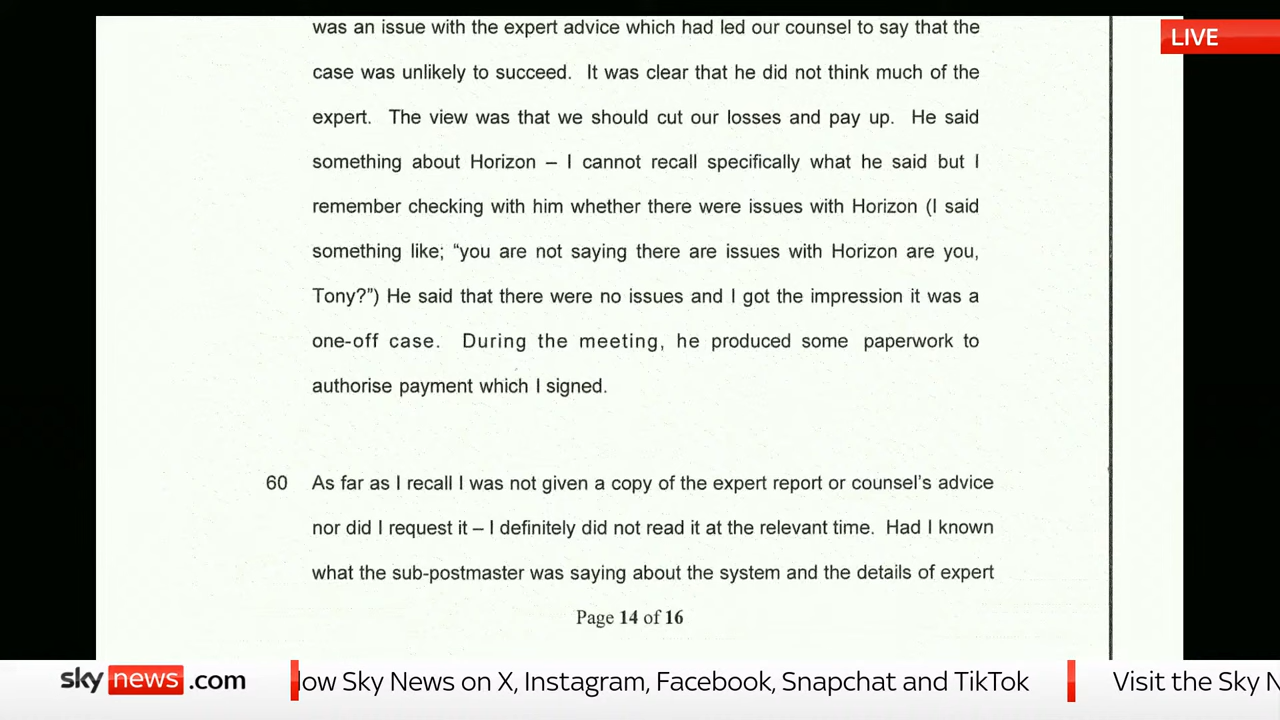 was an issue with the expert advice which had led our counsel to say that the
LIVE
case was unlikely to succeed. It was clear that he did not think much of the
expert. The view was that we should cut our losses and pay up. He said
something about Horizon – I cannot recall specifically what he said but I
remember checking with him whether there were issues with Horizon (I said
something like; “you are not saying there are issues with Horizon are you,
Tony?”) He said that there were no issues and I got the impression it was a
one-off case. During the meeting, he produced some paperwork to
authorise payment which I signed.
60 As far as I recall I was not given a copy of the expert report or counsel’s advice
nor did I request it – I definitely did not read it at the relevant time. Had I known
what the sub-postmaster was saying about the system and the details of expert
Page 14 of 16
sky news .com low Sky News on X, Instagram, Facebook, Snapchat and TikTok Visit the Sky N